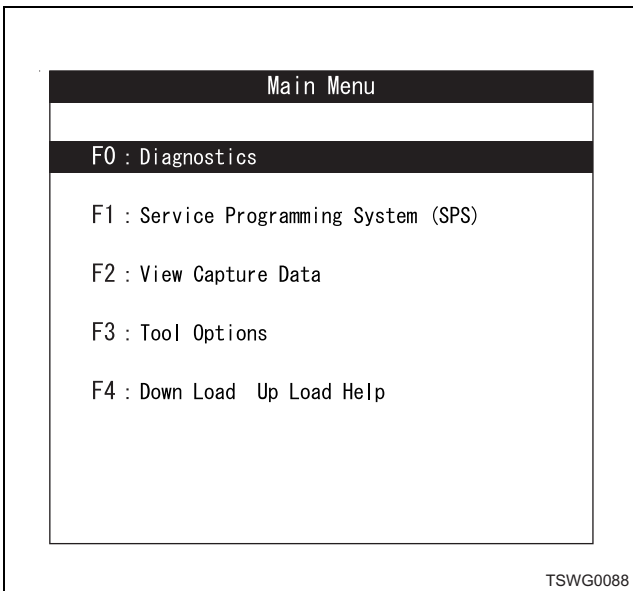 Main Menu
F0 : Diagnostics
F1 : Service Programming System (SPS)
F2 : View Capture Data
F3 : Tool Options
F4 : Down Load  Up Load Help
TSWG0088